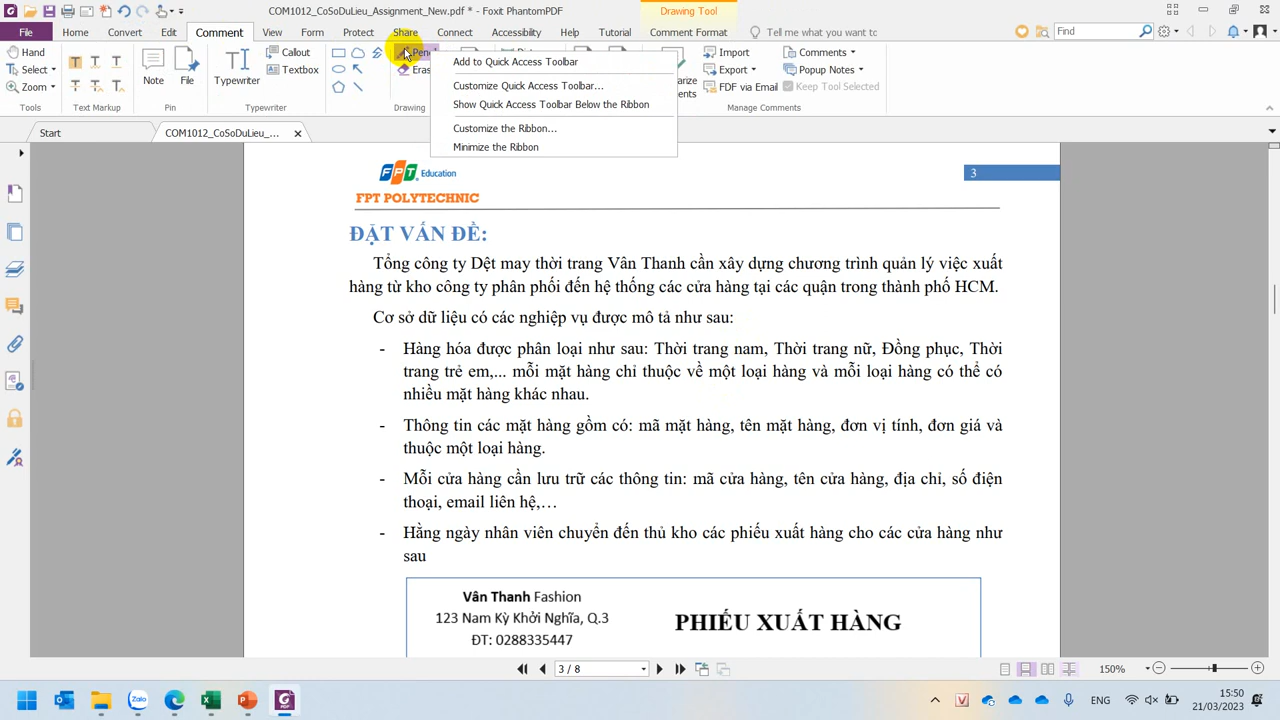 COM1012_CoSoDuLieu_Assignment_New.pdf * - Foxit PhantomPDF
Drawing Tool
File Home Convert Edit Comment View Form Protect Share Connect Accessibility Help Tutorial Comment Format Tell me what you want to do... Find
Hand
Select
Zoom
Tools
Text Markup
Note
File
Pin
Typewriter
Callout
Textbox
Typewriter
Drawing
Add to Quick Access Toolbar
Customize Quick Access Toolbar...
Show Quick Access Toolbar Below the Ribbon
Customize the Ribbon...
Minimize the Ribbon
Import
Export
FDF via Email
Comments
Popup Notes
Keep Tool Selected
Manage Comments
Start
COM1012_CoSoDuLieu_...
FPT Education
FPT POLYTECHNIC
3
ĐẶT VẤN ĐỀ:
Tổng công ty Dệt may thời trang Vân Thanh cần xây dựng chương trình quản lý việc xuất
hàng từ kho công ty phân phối đến hệ thống các cửa hàng tại các quận trong thành phố HCM.
Cơ sở dữ liệu có các nghiệp vụ được mô tả như sau:
- Hàng hóa được phân loại như sau: Thời trang nam, Thời trang nữ, Đồng phục, Thời
trang trẻ em,... mỗi mặt hàng chỉ thuộc về một loại hàng và mỗi loại hàng có thể có
nhiều mặt hàng khác nhau.
- Thông tin các mặt hàng gồm có: mã mặt hàng, tên mặt hàng, đơn vị tính, đơn giá và
thuộc một loại hàng.
- Mỗi cửa hàng cần lưu trữ các thông tin: mã cửa hàng, tên cửa hàng, địa chỉ, số điện
thoại, email liên hệ,…
- Hằng ngày nhân viên chuyển đến thủ kho các phiếu xuất hàng cho các cửa hàng như
sau
Vân Thanh Fashion
123 Nam Kỳ Khởi Nghĩa, Q.3
ĐT: 0288335447
PHIẾU XUẤT HÀNG
3 / 8
150%
ENG
15:50
21/03/2023